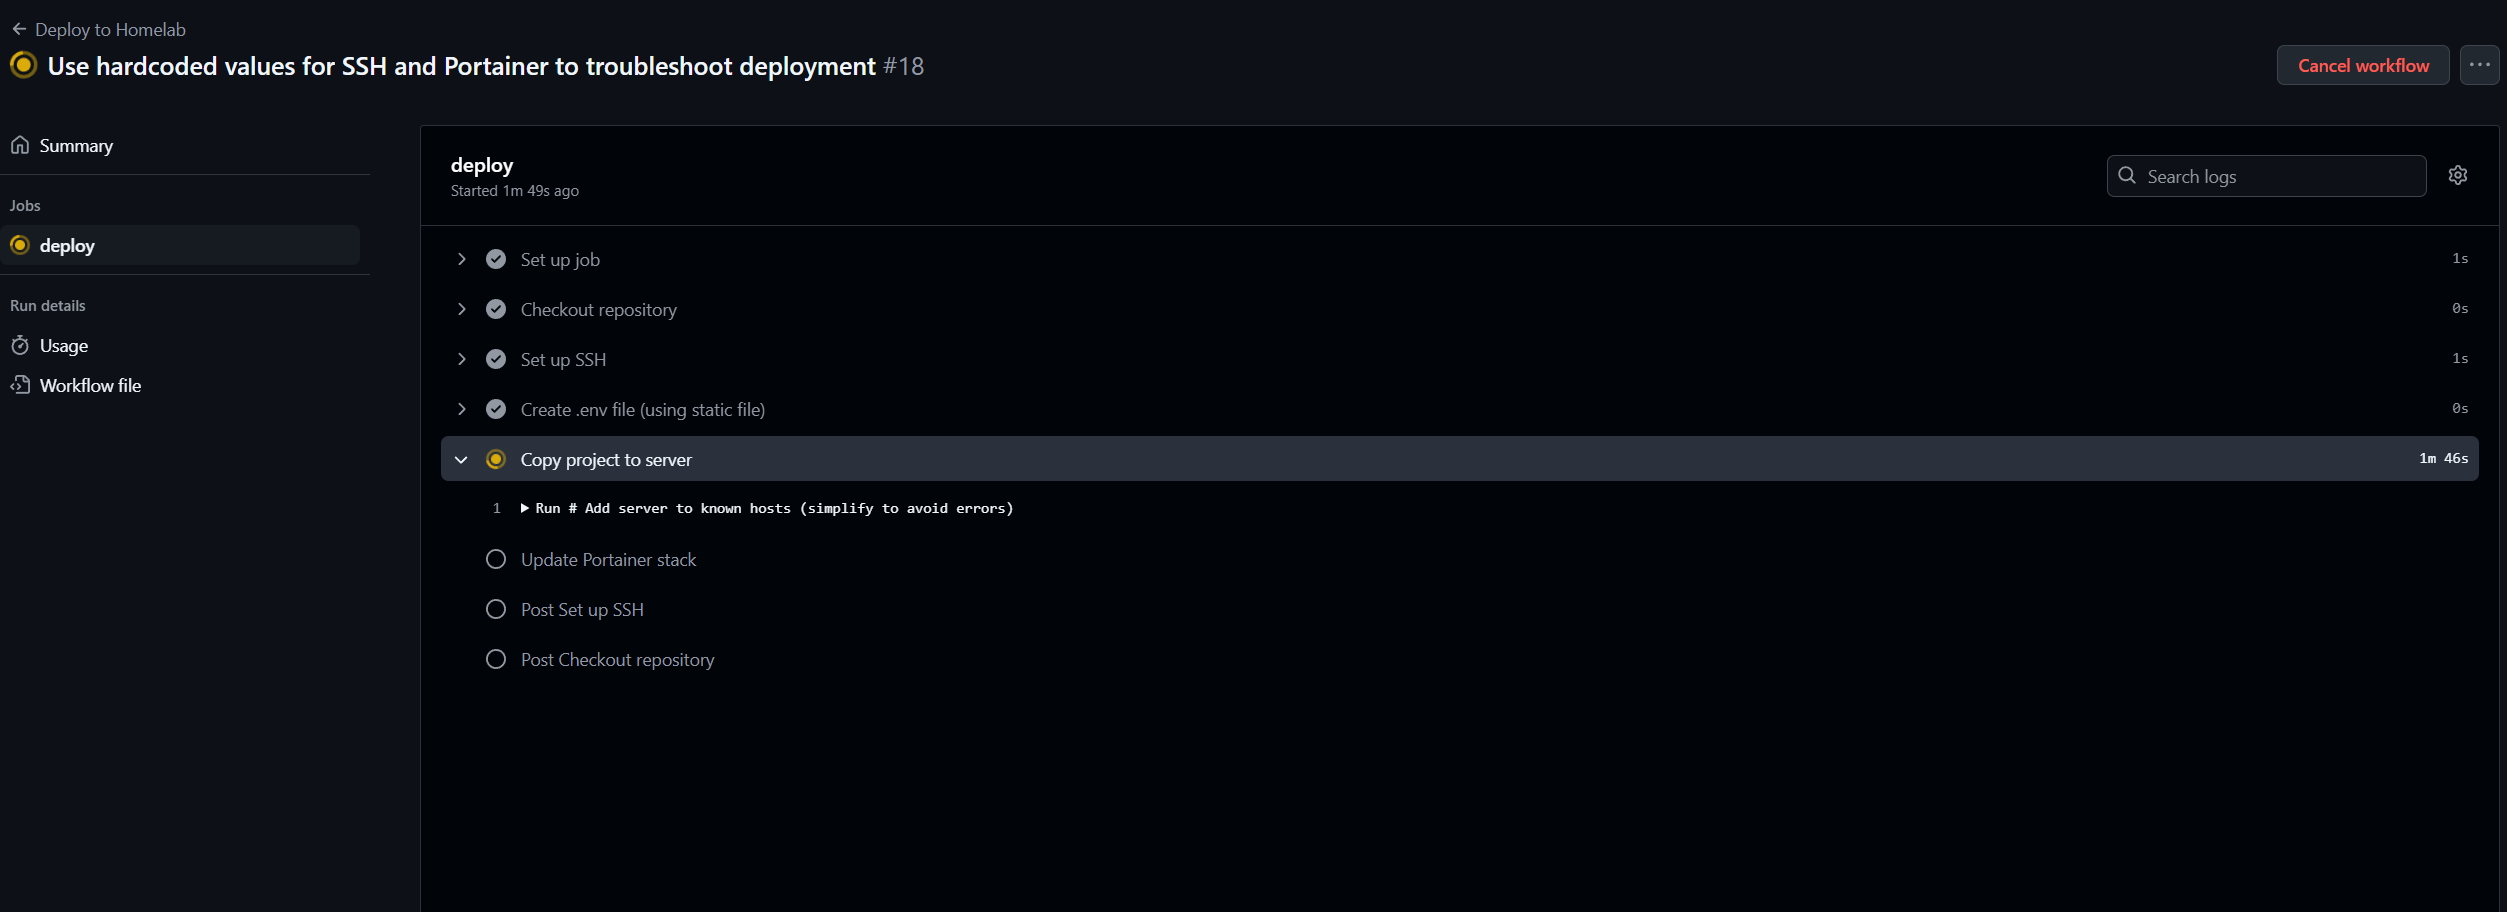 Deploy to Homelab
Use hardcoded values for SSH and Portainer to troubleshoot deployment #18
Cancel workflow
Summary
Jobs
deploy
Run details
Usage
Workflow file
deploy
Started 1m 49s ago
Search logs
Set up job 1s
Checkout repository 0s
Set up SSH 1s
Create .env file (using static file) 0s
Copy project to server 1m 46s
1 Run # Add server to known hosts (simplify to avoid errors)
Update Portainer stack
Post Set up SSH
Post Checkout repository